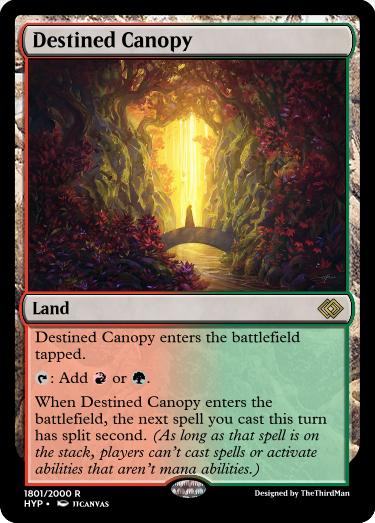 Destined Canopy
Land
Destined Canopy enters the battlefield
tapped.
: Add or .
When Destined Canopy enters the
battlefield, the next spell you cast this turn
has split second. (As long as that spell is on
the stack, players can't cast spells or activate
abilities that aren't mana abilities.)
1801/2000 R
HYP • JTCANVAS
Designed by TheThirdMan